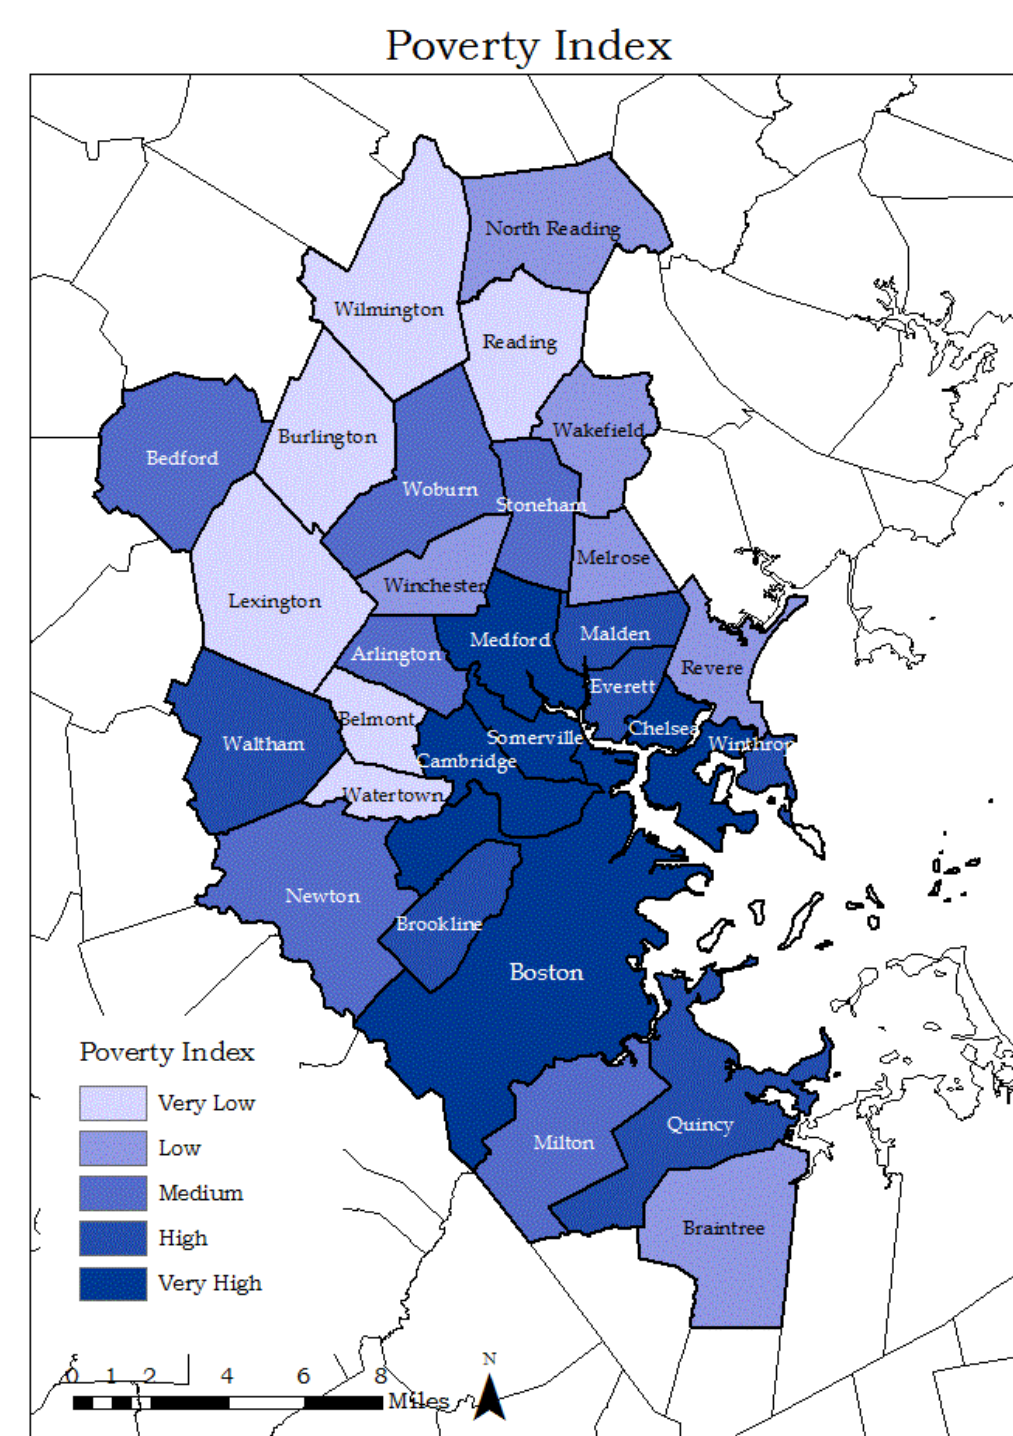 Poverty Index
North Reading
Wilmington
Reading
Wakefield
Burlington
Bedford
Woburn
Stoneham
Melrose
Winchester
Lexington
Malden
Medford
Arlington
Revere
Everett
Belmont
Chelsea
Somerville
Waltham
Winthrop
Cambridge
Watertown
Newton
Brookline
Boston
Quincy
Milton
Braintree
Poverty Index
Very Low
Low
Medium
High
Very High
N
0 1 2 4 6 8
Miles